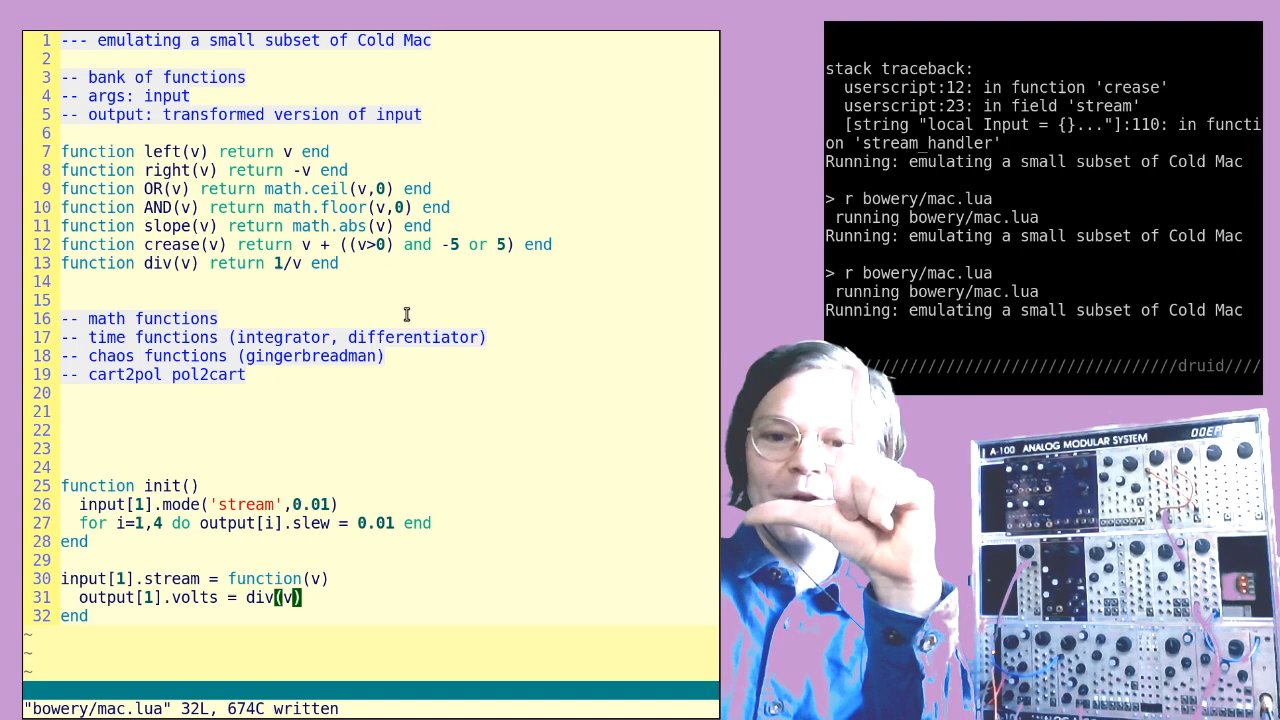 1 --- emulating a small subset of Cold Mac
2
3 -- bank of functions
4 -- args: input
5 -- output: transformed version of input
6
7 function left(v) return v end
8 function right(v) return -v end
9 function OR(v) return math.ceil(v,0) end
10 function AND(v) return math.floor(v,0) end
11 function slope(v) return math.abs(v) end
12 function crease(v) return v + ((v>0) and -5 or 5) end
13 function div(v) return 1/v end
14
15
16 -- math functions
17 -- time functions (integrator, differentiator)
18 -- chaos functions (gingerbreadman)
19 -- cart2pol pol2cart
20
21
22
23
24
25 function init()
26   input[1].mode('stream',0.01)
27   for i=1,4 do output[i].slew = 0.01 end
28 end
29
30 input[1].stream = function(v)
31   output[1].volts = div(v)
32 end
~
~
~
"bowery/mac.lua" 32L, 674C written
stack traceback:
  userscript:12: in function 'crease'
  userscript:23: in field 'stream'
  [string "local Input = {}..."]:110: in functi
on 'stream_handler'
Running: emulating a small subset of Cold Mac
> r bowery/mac.lua
 running bowery/mac.lua
Running: emulating a small subset of Cold Mac
> r bowery/mac.lua
 running bowery/mac.lua
Running: emulating a small subset of Cold Mac
/////////////////////////////////druid////
A-100 ANALOG MODULAR SYSTEM DOEP